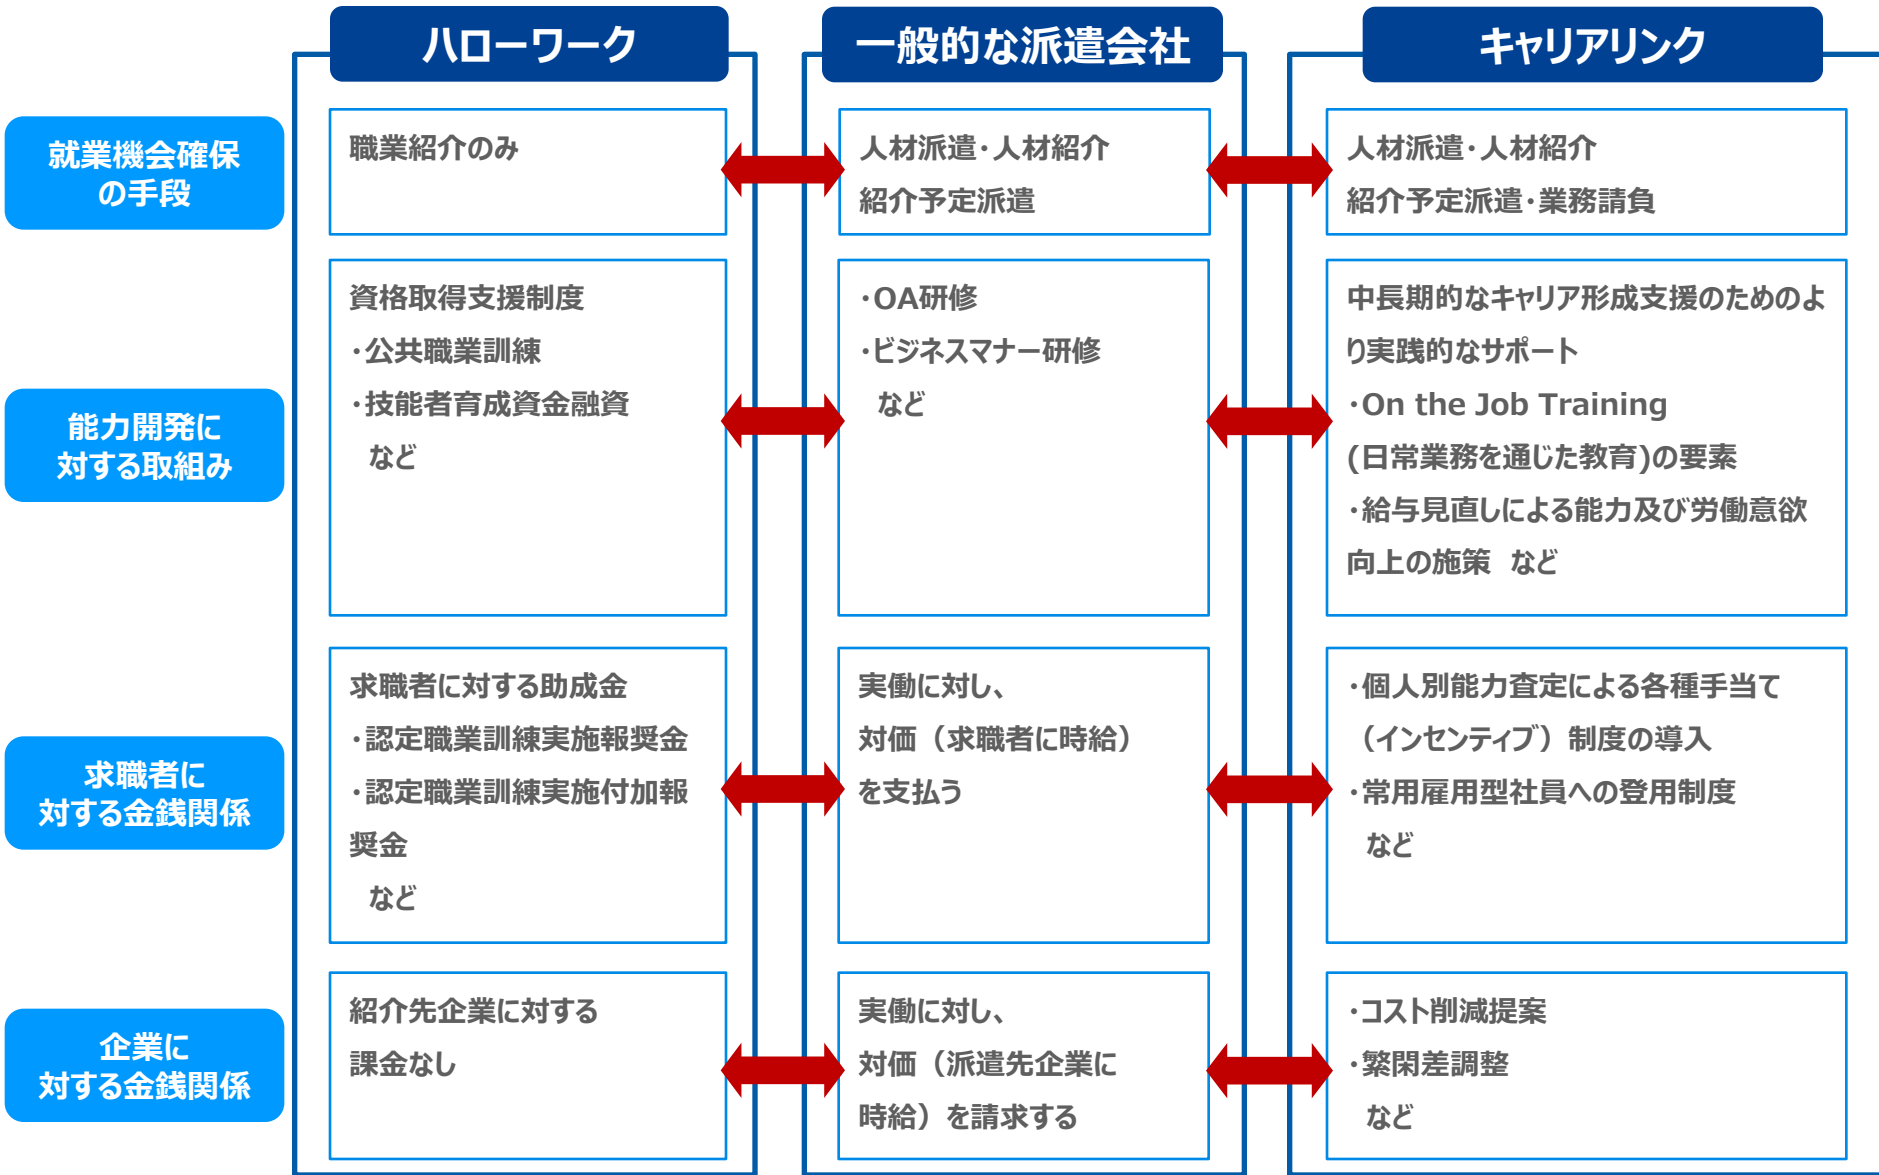 ハローワーク
一般的な派遣会社
キャリアリンク
就業機会確保
の手段
職業紹介のみ
人材派遣・人材紹介
紹介予定派遣
人材派遣・人材紹介
紹介予定派遣・業務請負
能力開発に
対する取組み
資格取得支援制度
・公共職業訓練
・技能者育成資金融資
など
・OA研修
・ビジネスマナー研修
など
中長期的なキャリア形成支援のためのよ
り実践的なサポート
・On the Job Training
(日常業務を通じた教育)の要素
・給与見直しによる能力及び労働意欲
向上の施策 など
求職者に
対する金銭関係
求職者に対する助成金
・認定職業訓練実施報奨金
・認定職業訓練実施付加報
奨金
など
実働に対し、
対価（求職者に時給）
を支払う
・個人別能力査定による各種手当て
（インセンティブ）制度の導入
・常用雇用型社員への登用制度
など
企業に
対する金銭関係
紹介先企業に対する
課金なし
実働に対し、
対価（派遣先企業に
時給）を請求する
・コスト削減提案
・繁閑差調整
など